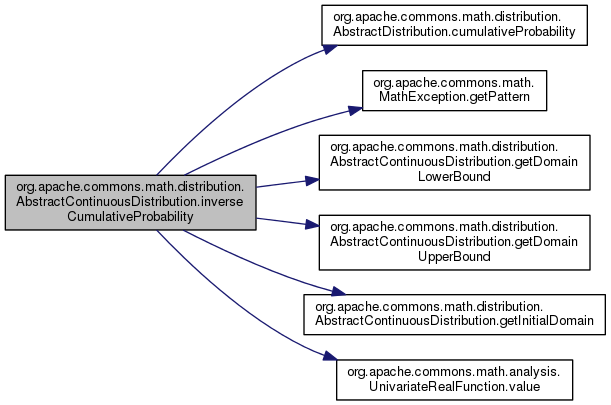 org.apache.commons.math.distribution.
AbstractDistribution.cumulativeProbability
org.apache.commons.math.
MathException.getPattern
org.apache.commons.math.distribution.
AbstractContinuousDistribution.getDomain
LowerBound
org.apache.commons.math.distribution.
AbstractContinuousDistribution.inverse
CumulativeProbability
org.apache.commons.math.distribution.
AbstractContinuousDistribution.getDomain
UpperBound
org.apache.commons.math.distribution.
AbstractContinuousDistribution.getInitialDomain
org.apache.commons.math.analysis.
UnivariateRealFunction.value